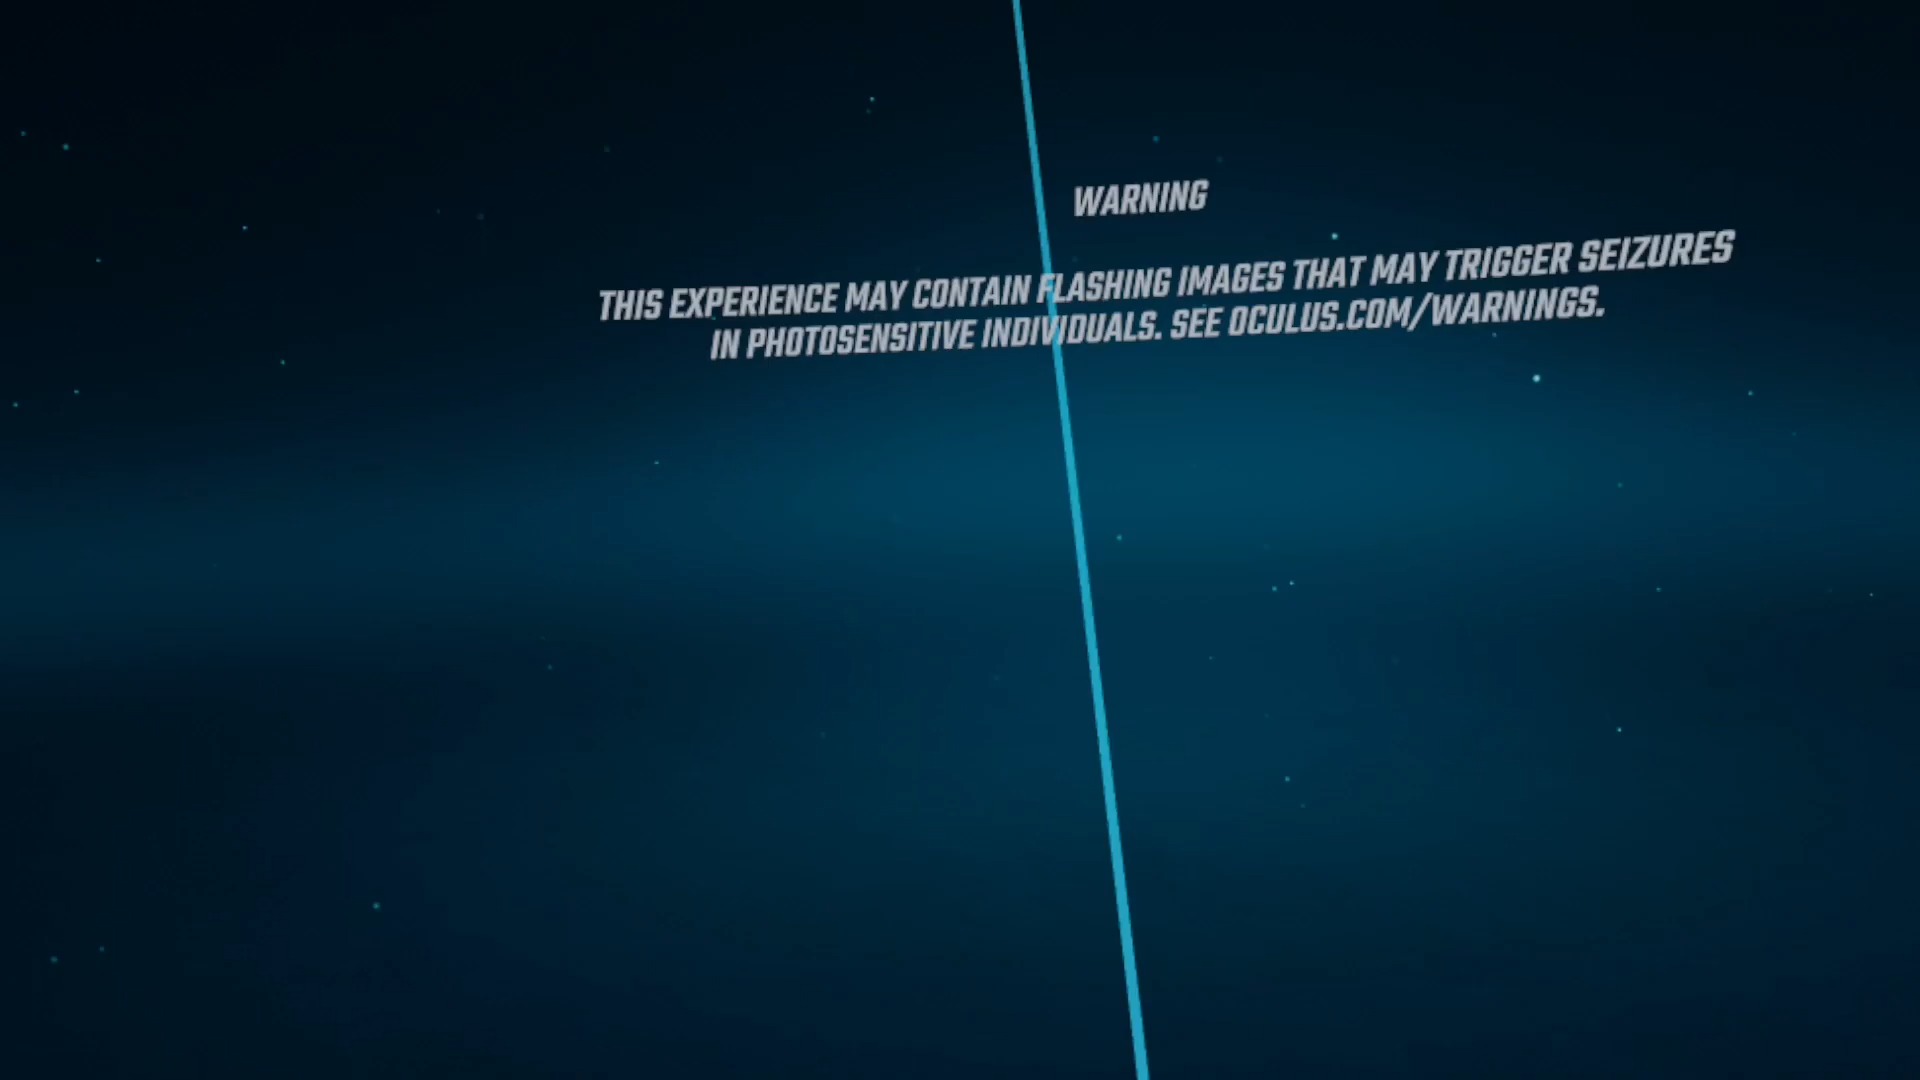 WARNING
THIS EXPERIENCE MAY CONTAIN FLASHING IMAGES THAT MAY TRIGGER SEIZURES
IN PHOTOSENSITIVE INDIVIDUALS. SEE OCULUS.COM/WARNINGS.